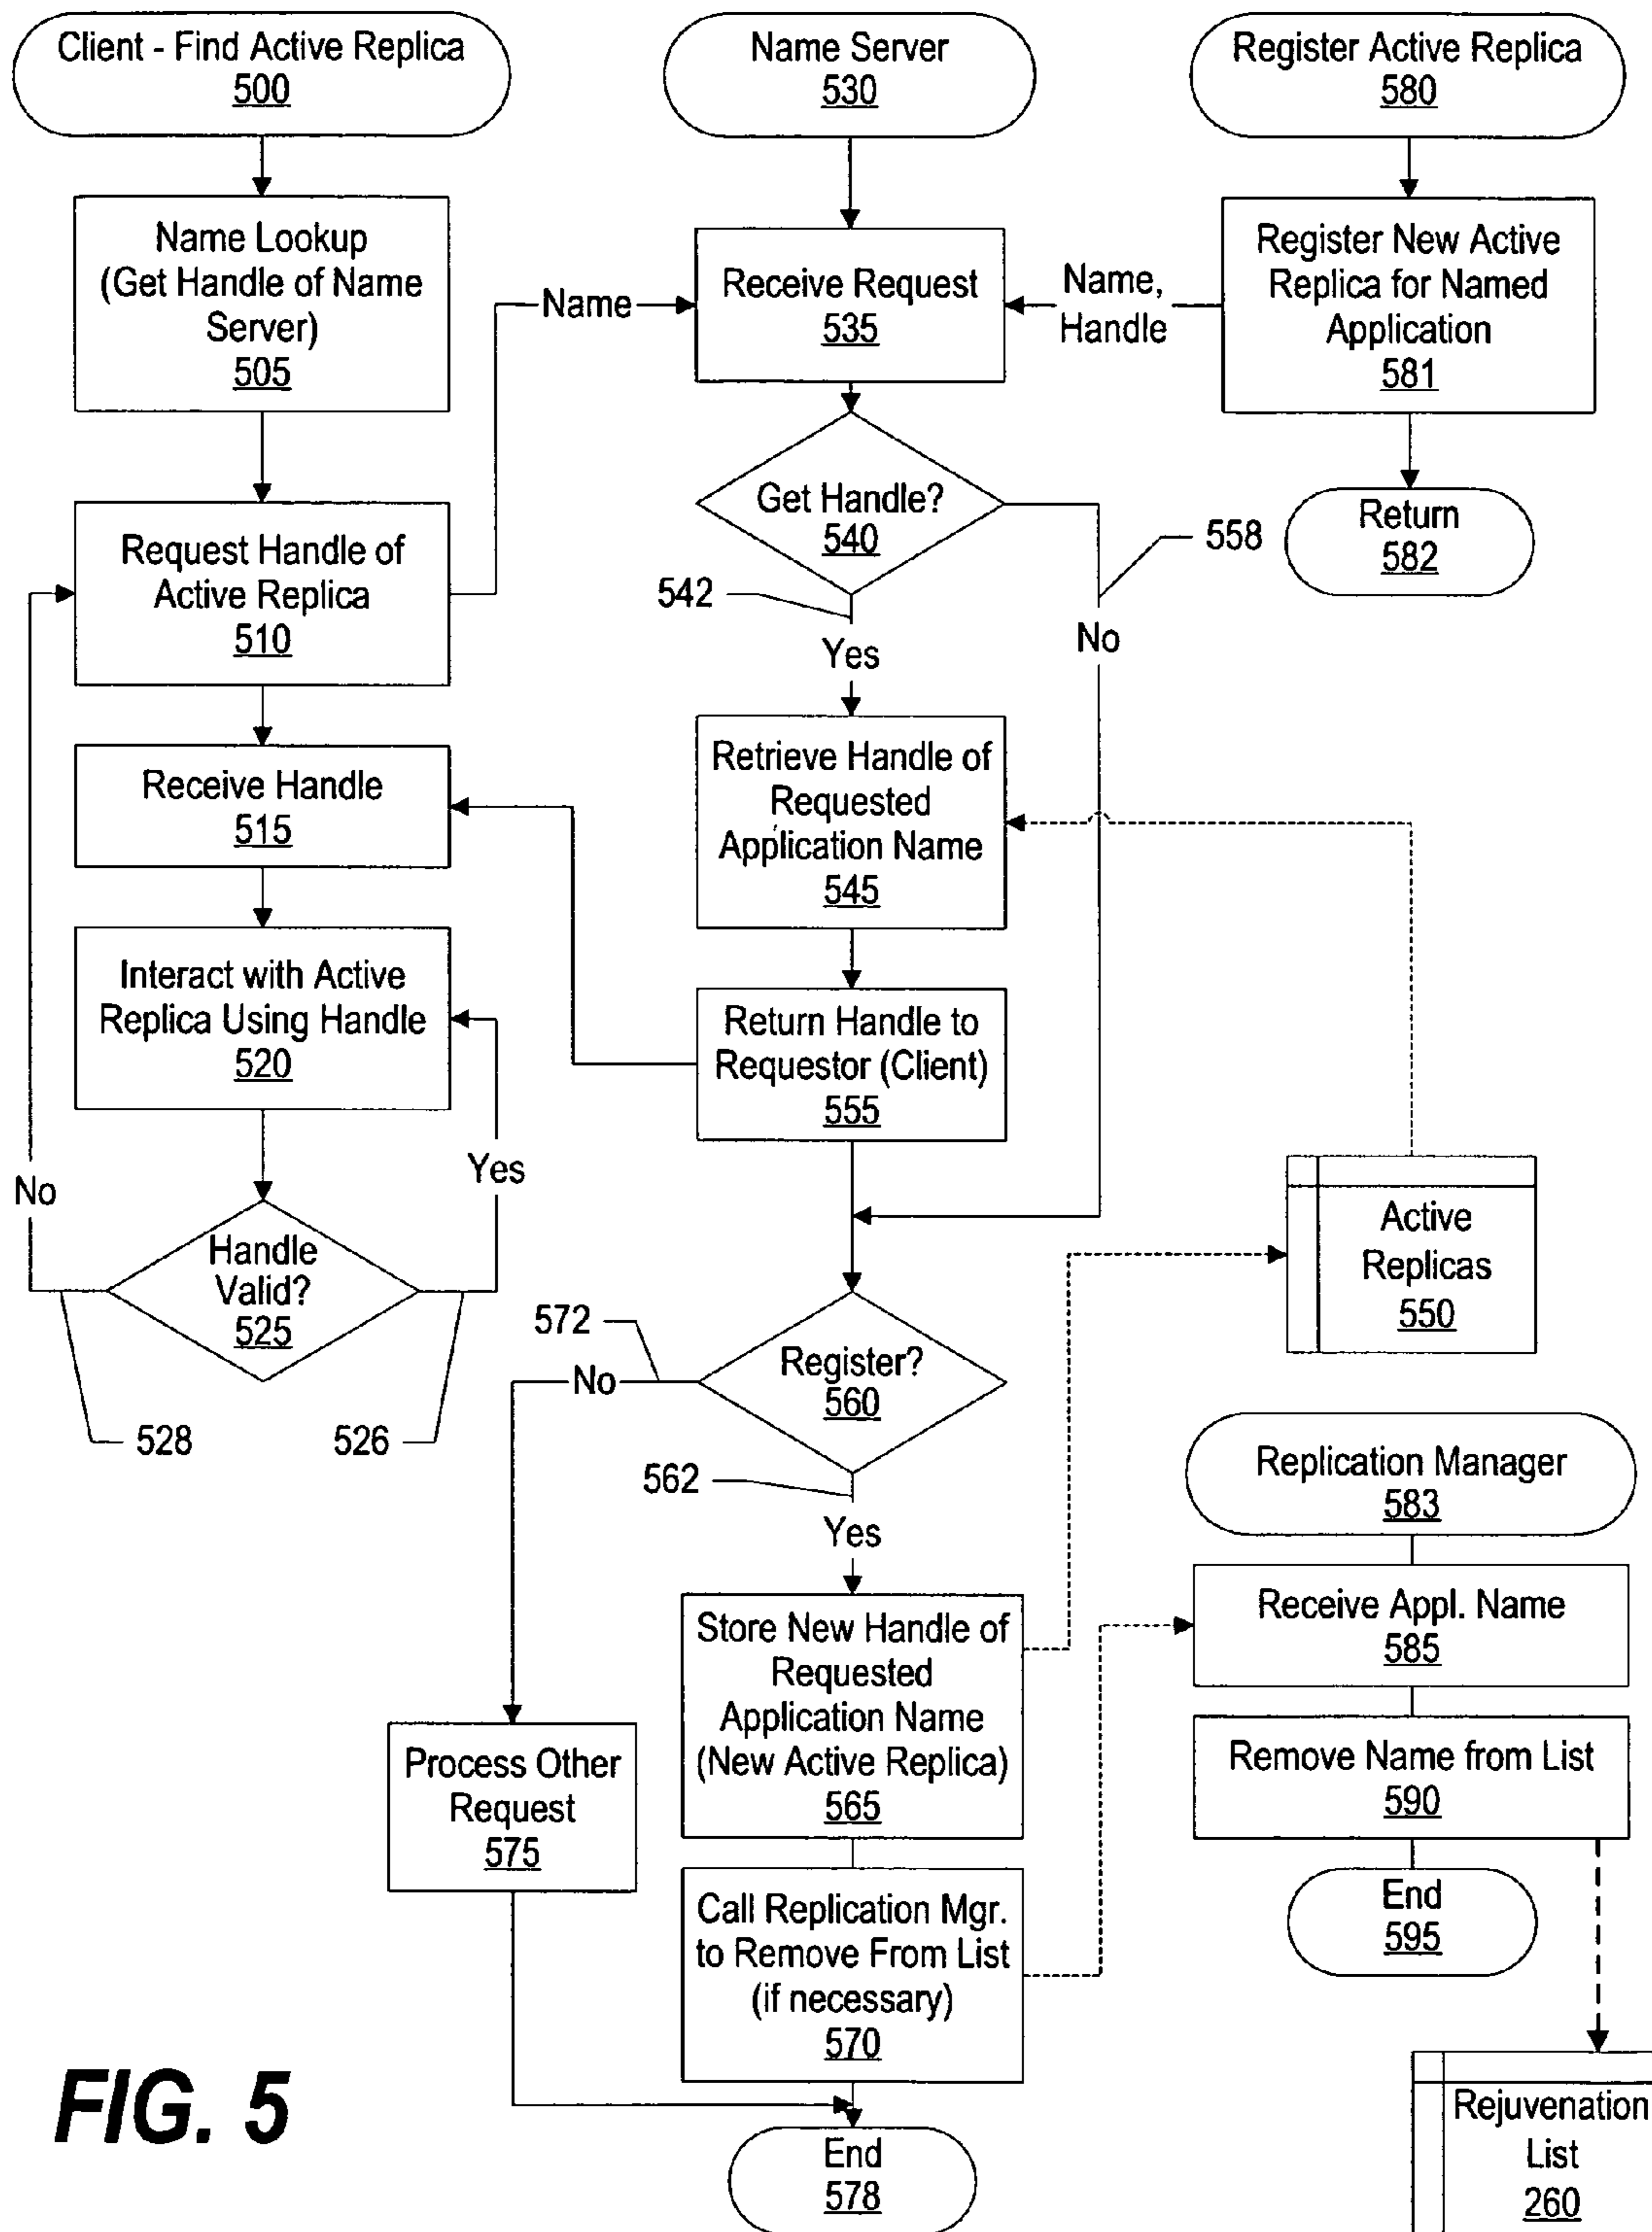 Client - Find Active Replica
500
Name Lookup
(Get Handle of Name
Server)
505
Request Handle of
Active Replica
510
Receive Handle
515
Interact with Active
Replica Using Handle
520
Handle
Valid?
525
No
Yes
528
526
Name Server
530
Name
Receive Request
535
Name,
Handle
Get Handle?
540
542
Yes
558
No
Retrieve Handle of
Requested
Application Name
545
Return Handle to
Requestor (Client)
555
Register?
560
572
No
562
Yes
Store New Handle of
Requested
Application Name
(New Active Replica)
565
Process Other
Request
575
Call Replication Mgr.
to Remove From List
(if necessary)
570
End
578
Register Active Replica
580
Register New Active
Replica for Named
Application
581
Return
582
Active
Replicas
550
Replication Manager
583
Receive Appl. Name
585
Remove Name from List
590
End
595
Rejuvenation
List
260
FIG. 5